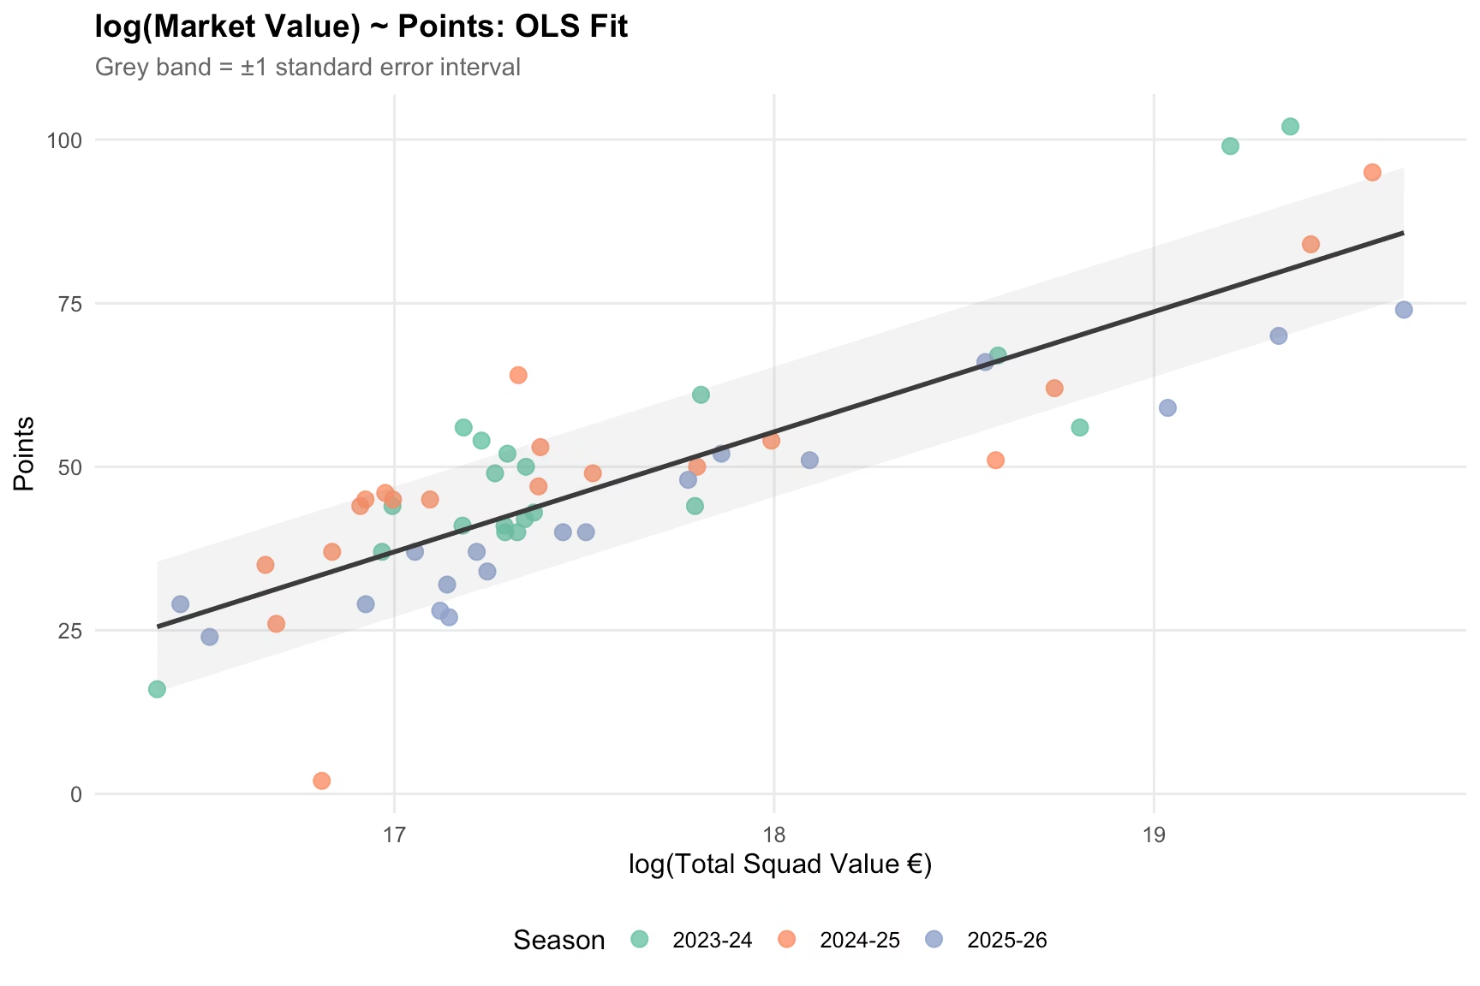 log(Market Value) ~ Points: OLS Fit
Grey band = ±1 standard error interval
100
75
50
25
0
Points
17 18 19
log(Total Squad Value €)
Season 2023-24 2024-25 2025-26